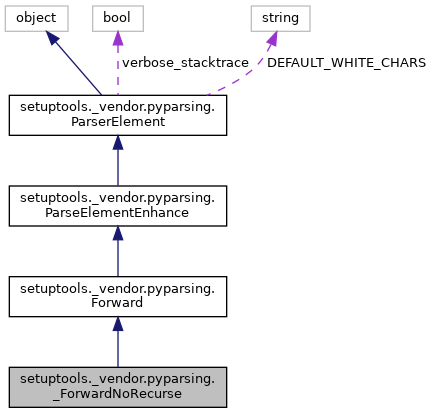 object
bool
string
verbose_stacktrace
DEFAULT_WHITE_CHARS
setuptools._vendor.pyparsing.
ParserElement
setuptools._vendor.pyparsing.
ParseElementEnhance
setuptools._vendor.pyparsing.
Forward
setuptools._vendor.pyparsing.
_ForwardNoRecurse